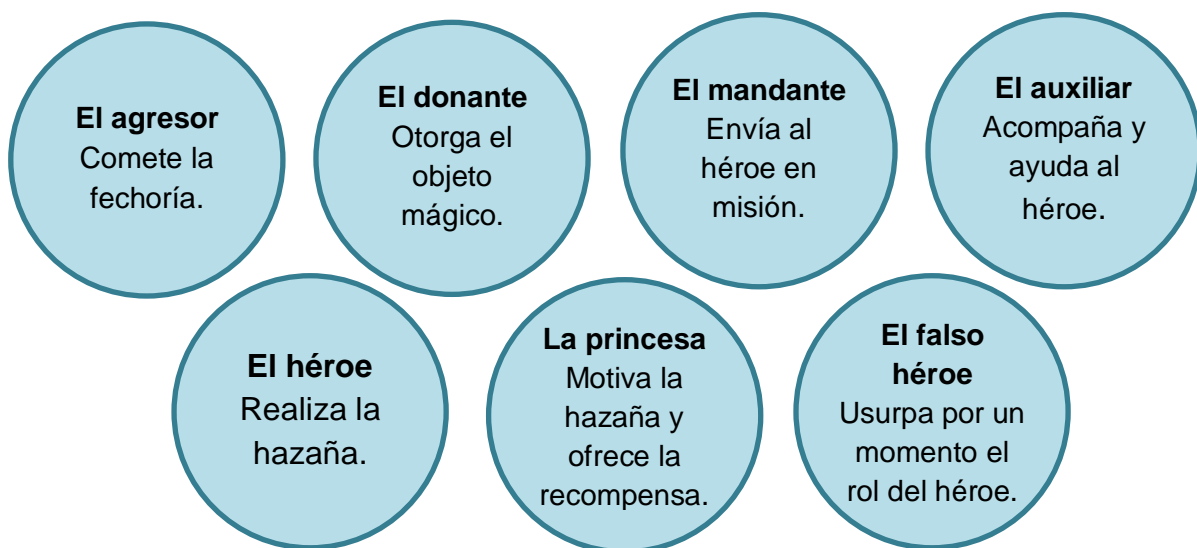 El agresor
Comete la
fechoría.
El donante
Otorga el
objeto
mágico.
El mandante
Envía al
héroe en
misión.
El auxiliar
Acompaña y
ayuda al
héroe.
El héroe
Realiza la
hazaña.
La princesa
Motiva la
hazaña y
ofrece la
recompensa.
El falso
héroe
Usurpa por un
momento el
rol del héroe.